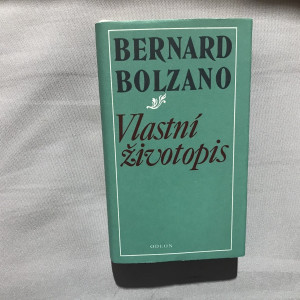 BERNARD
BOLZANO
Vlastní
životopis
ODEON